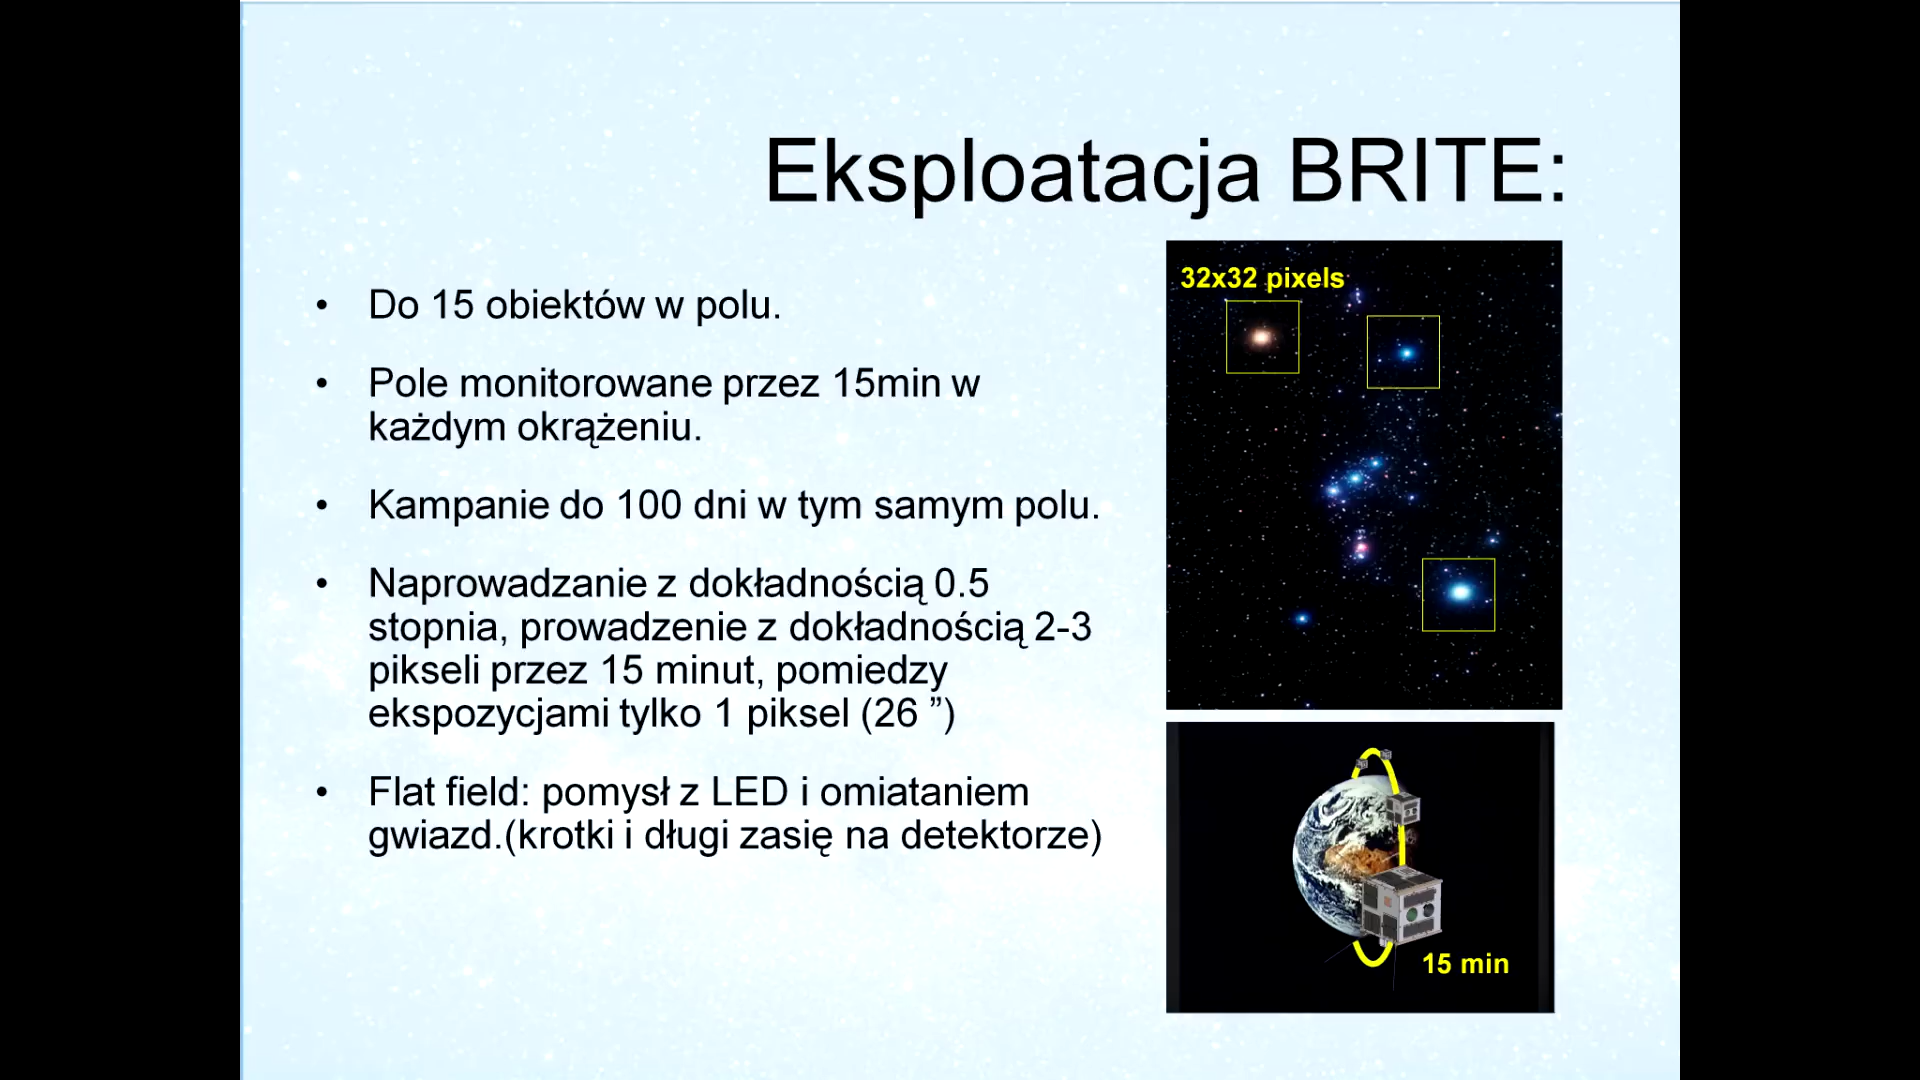 Eksploatacja BRITE:
• Do 15 obiektów w polu.
• Pole monitorowane przez 15min w
każdym okrążeniu.
• Kampanie do 100 dni w tym samym polu.
• Naprowadzanie z dokładnością 0.5
stopnia, prowadzenie z dokładnością 2-3
pikseli przez 15 minut, pomiedzy
ekspozycjami tylko 1 piksel (26 ”)
• Flat field: pomysł z LED i omiataniem
gwiazd.(krotki i długi zasię na detektorze)
32x32 pixels
15 min